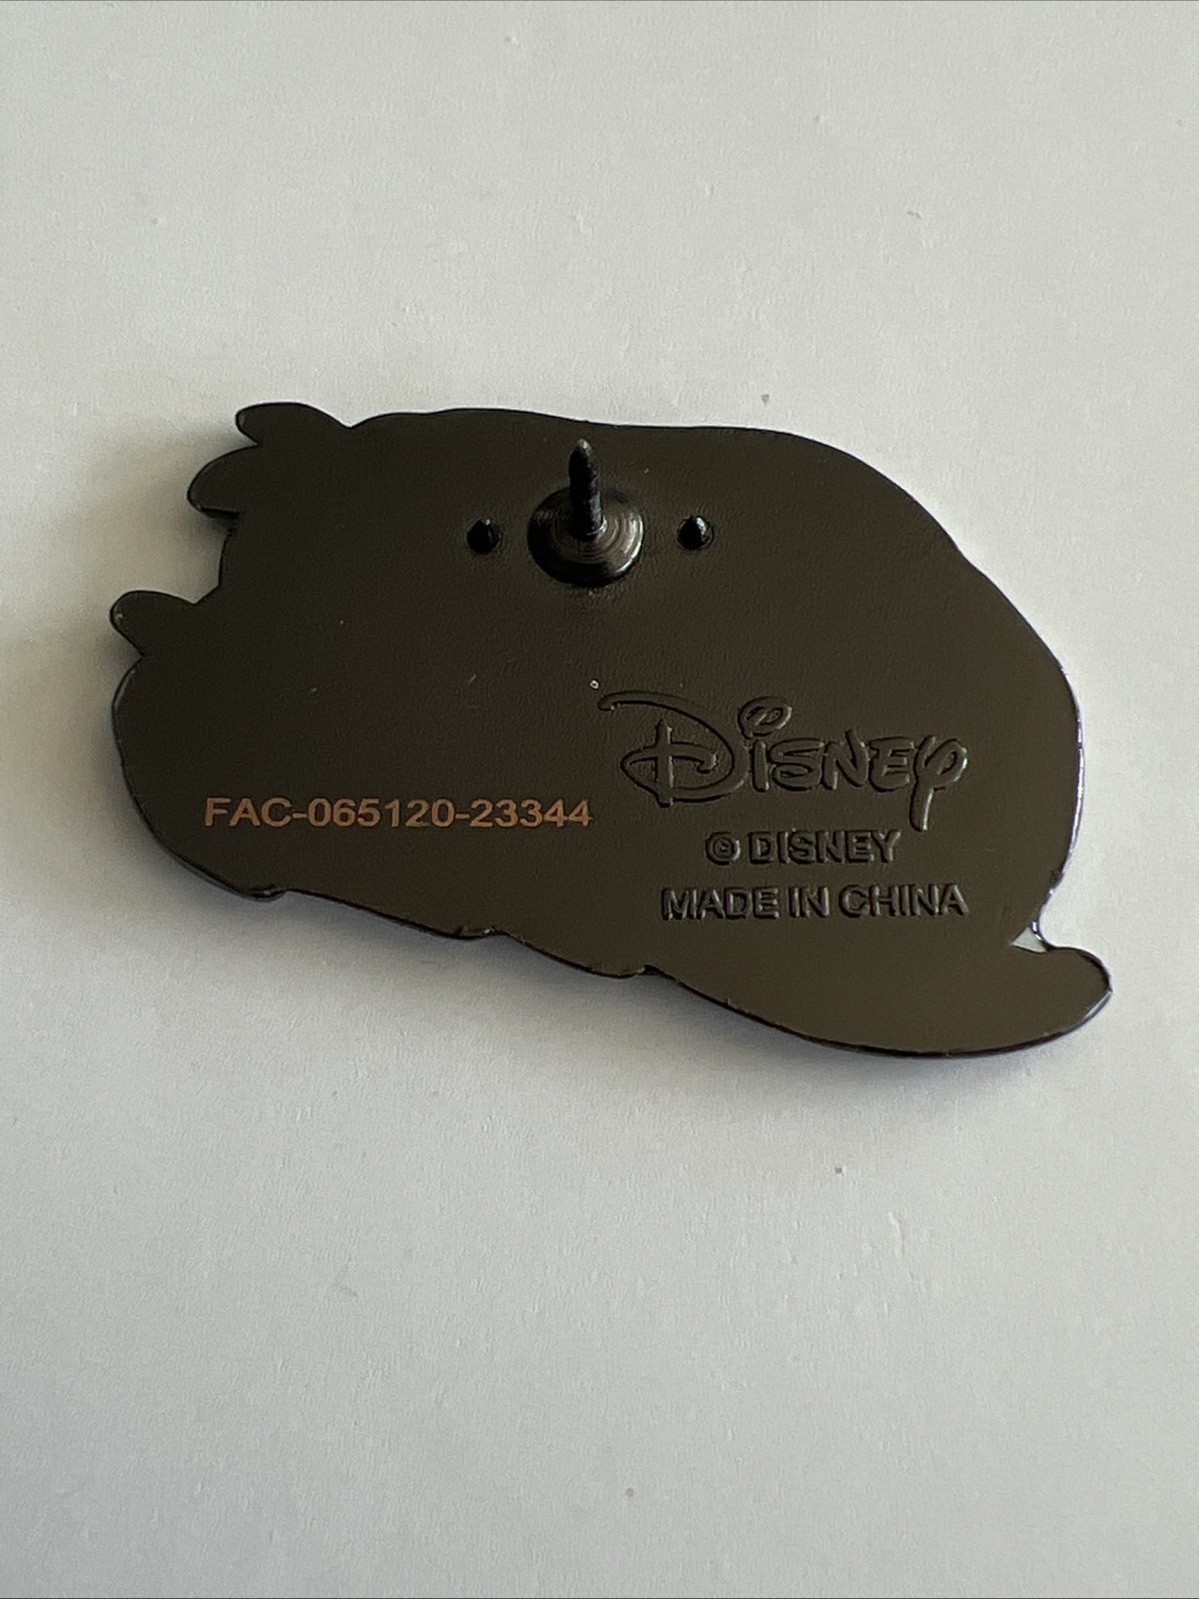 Disney
FAC-065120-23344
© DISNEY
MADE IN CHINA